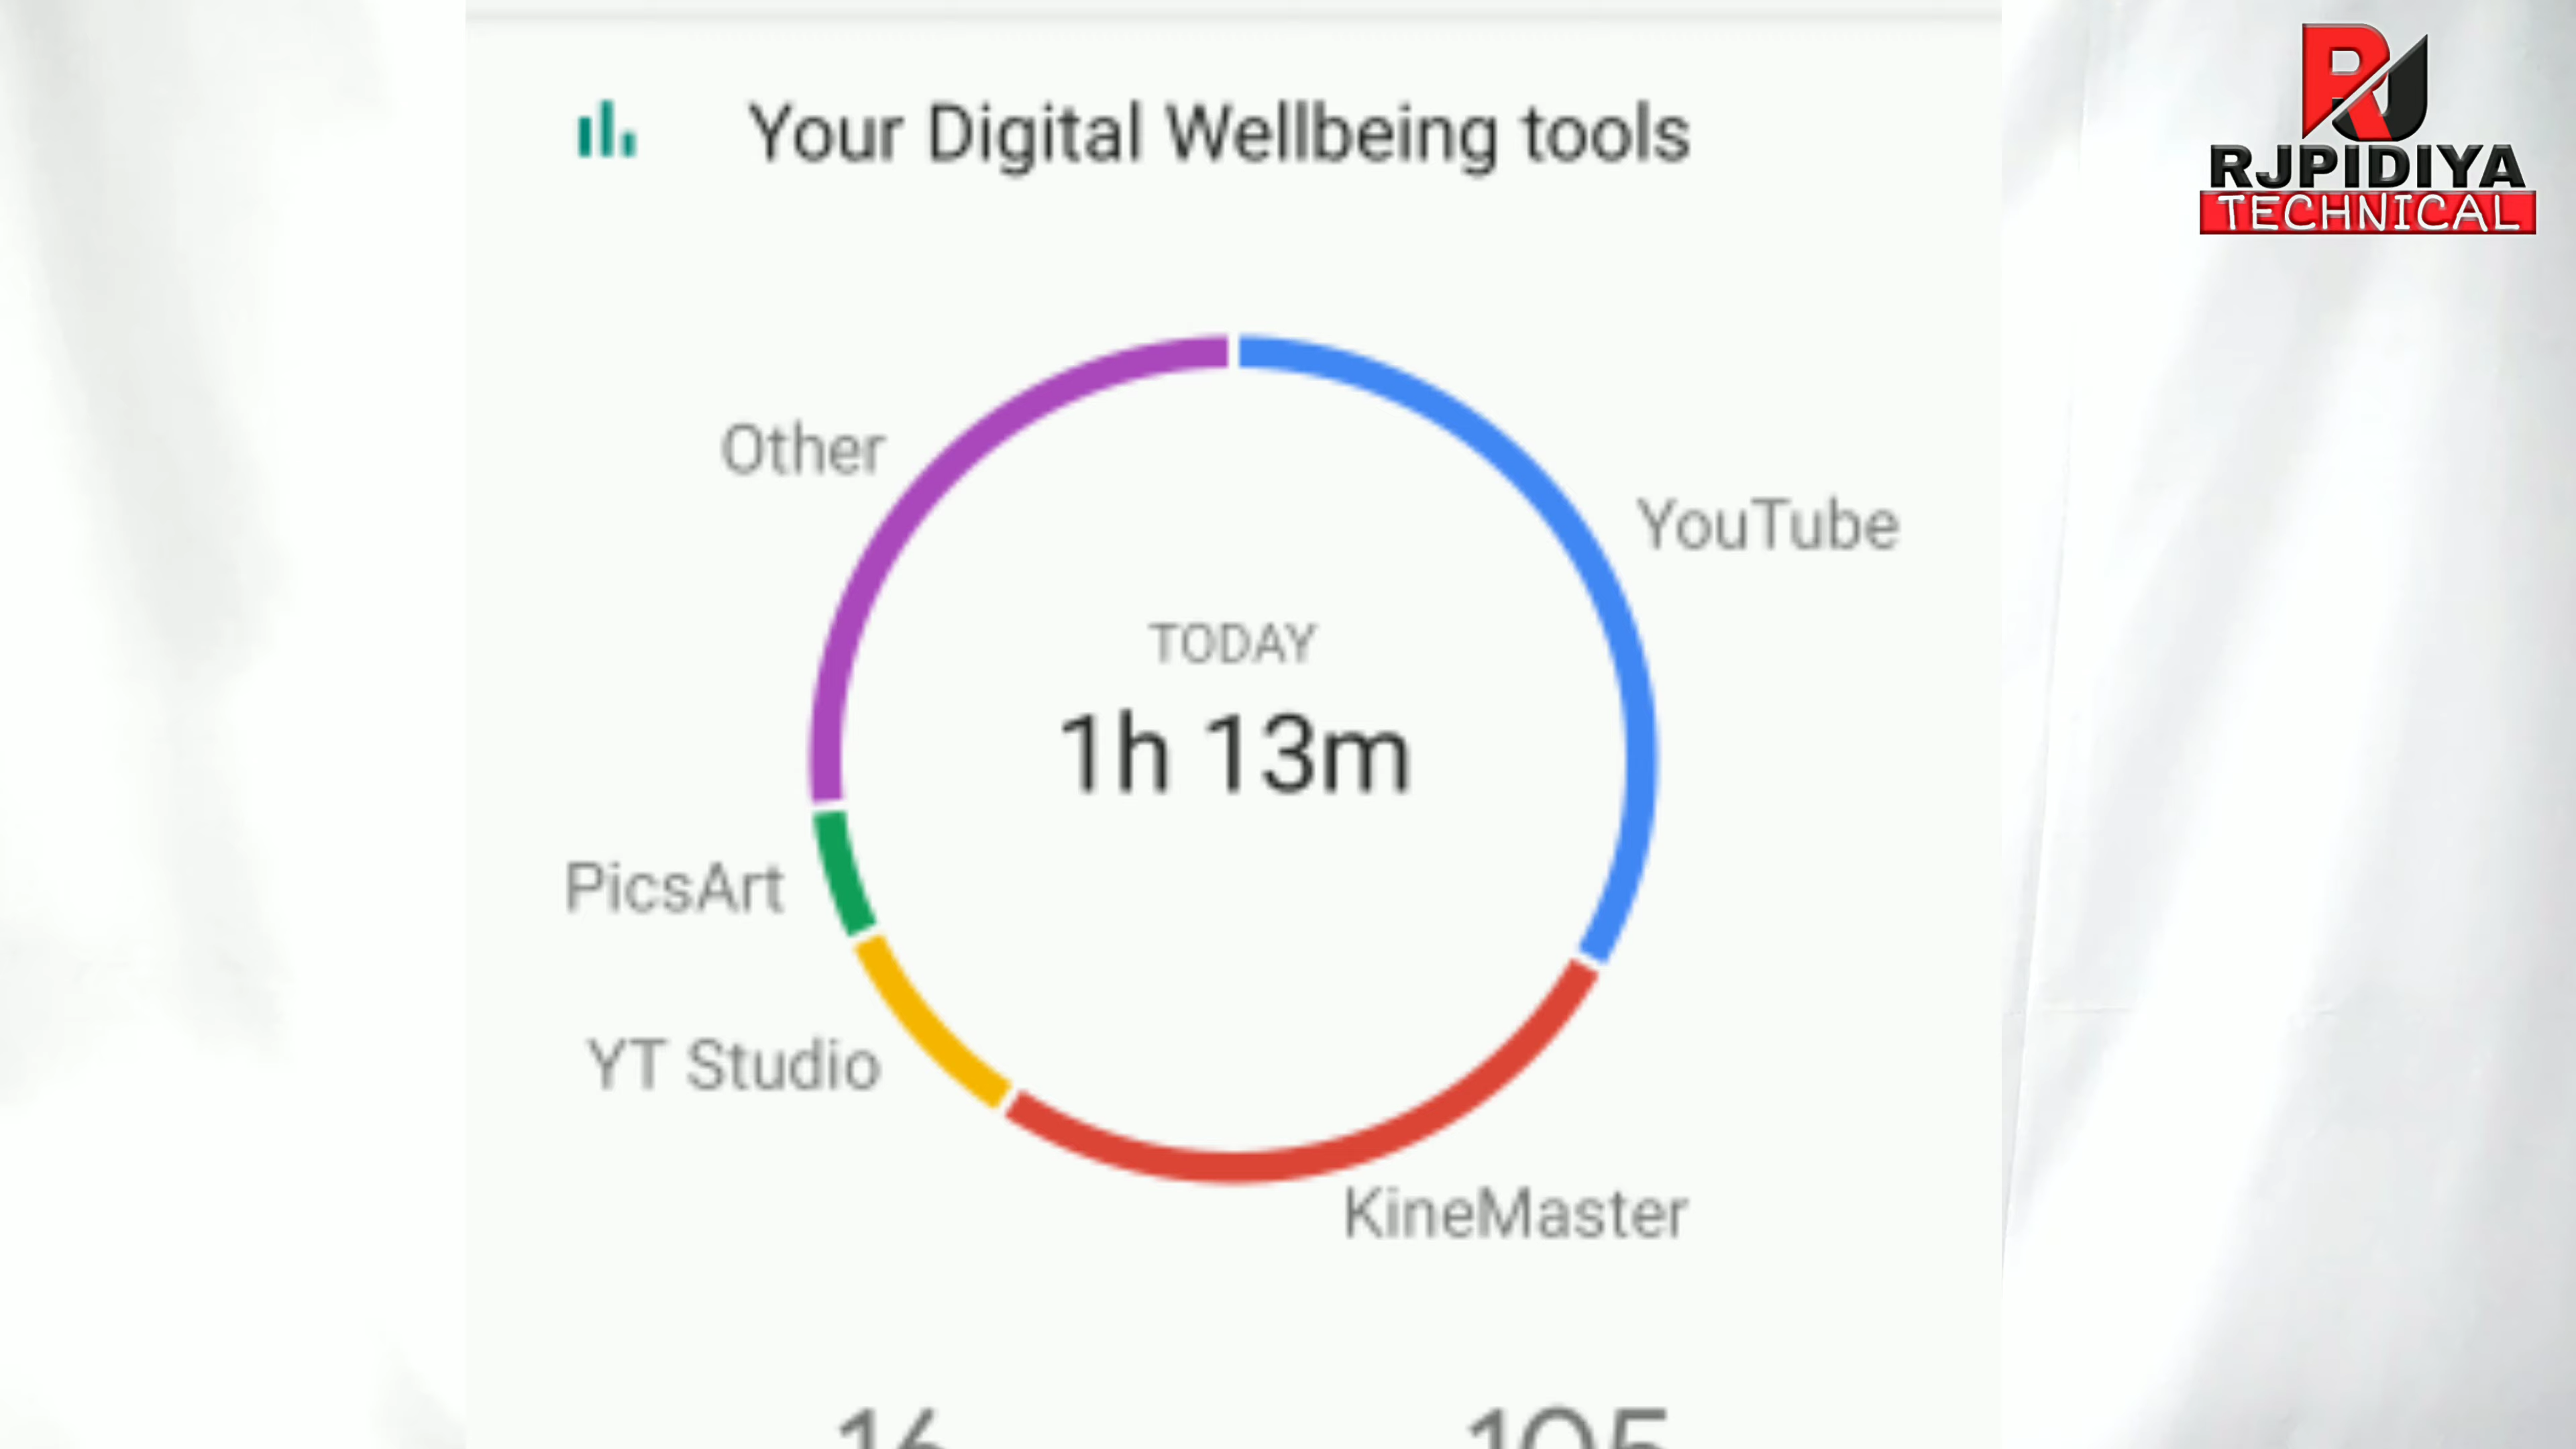 Your Digital Wellbeing tools
RJPIDIYA
TECHNICAL
Other
YouTube
TODAY
1h 13m
PicsArt
YT Studio
KineMaster